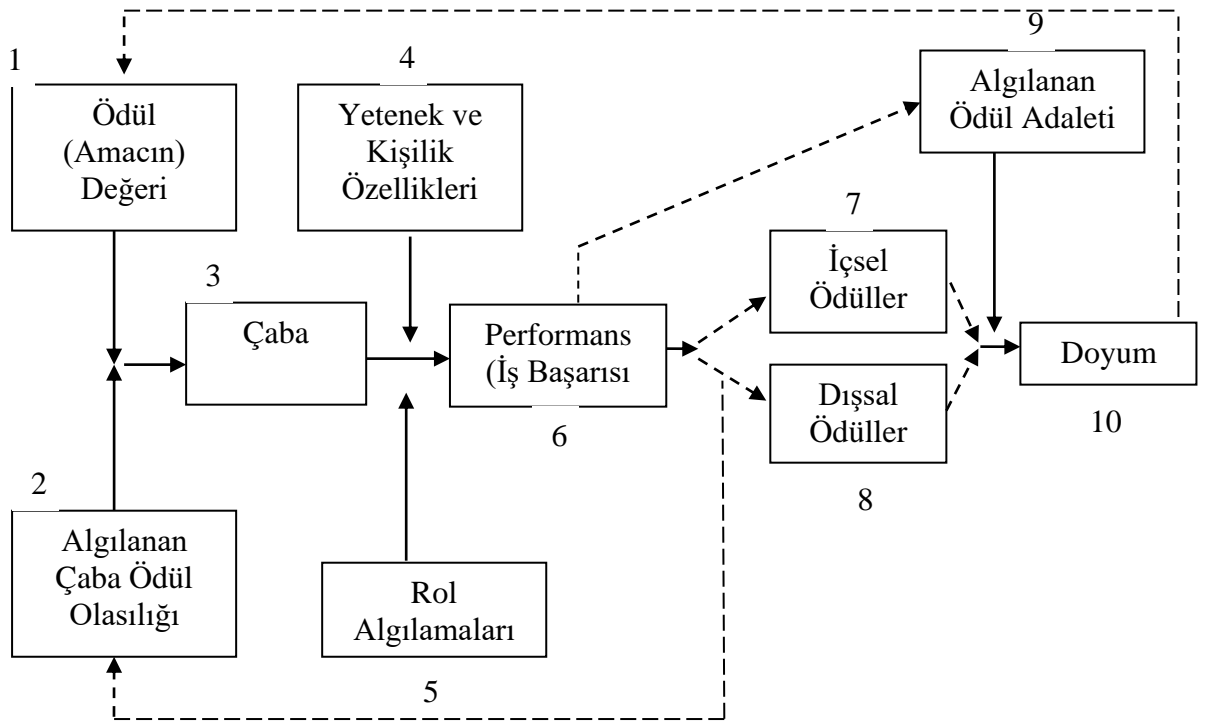 1
Ödül
(Amacın)
Değeri
2
Algılanan
Çaba Ödül
Olasılığı
3
Çaba
4
Yetenek ve
Kişilik
Özellikleri
Rol
Algılamaları
5
Performans
(İş Başarısı
6
7
İçsel
Ödüller
Dışsal
Ödüller
8
9
Algılanan
Ödül Adaleti
Doyum
10